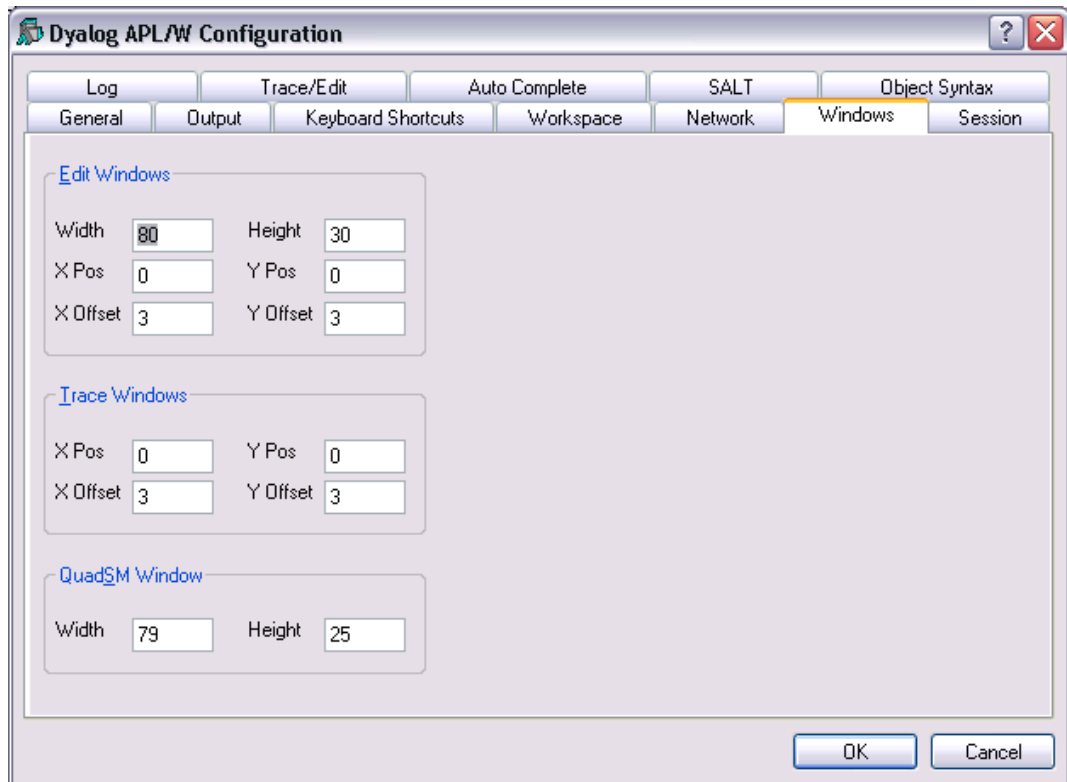 Dyalog APL/W Configuration
Log Trace/Edit Auto Complete SALT Object Syntax
General Output Keyboard Shortcuts Workspace Network Windows Session
Edit Windows
Width 80 Height 30
X Pos 0 Y Pos 0
X Offset 3 Y Offset 3
Trace Windows
X Pos 0 Y Pos 0
X Offset 3 Y Offset 3
QuadSM Window
Width 79 Height 25
OK Cancel